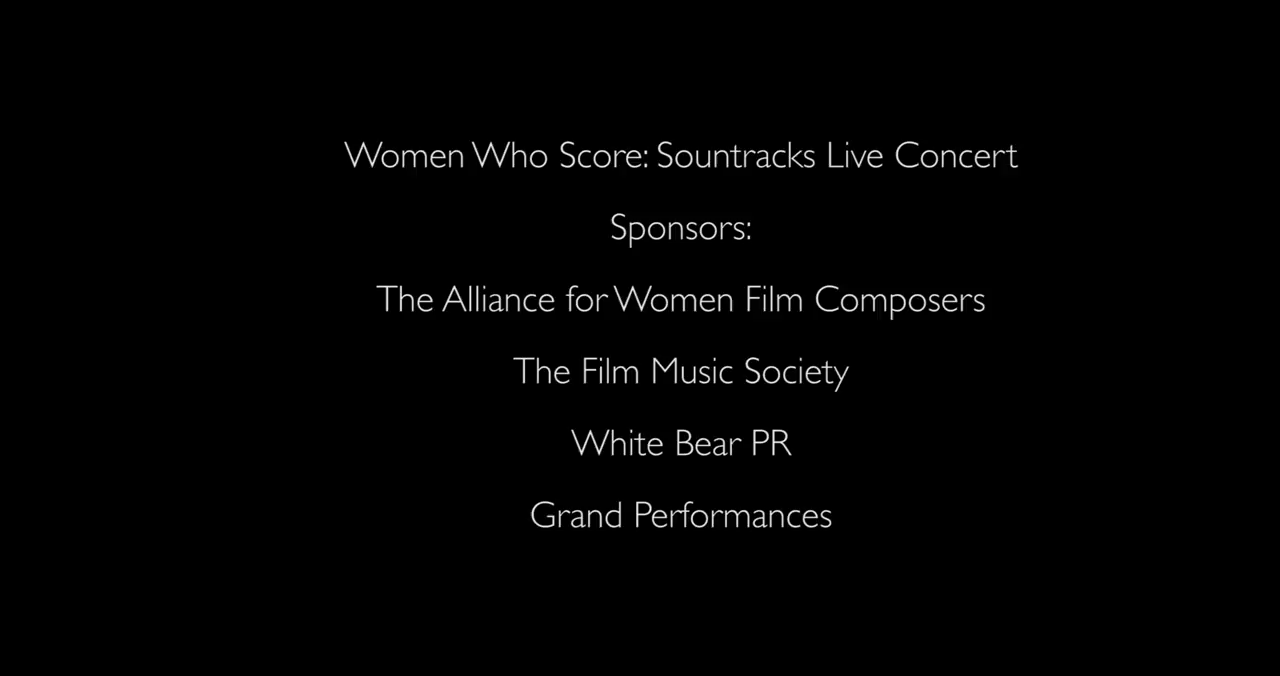 Women Who Score: Sountracks Live Concert
Sponsors:
The Alliance for Women Film Composers
The Film Music Society
White Bear PR
Grand Performances